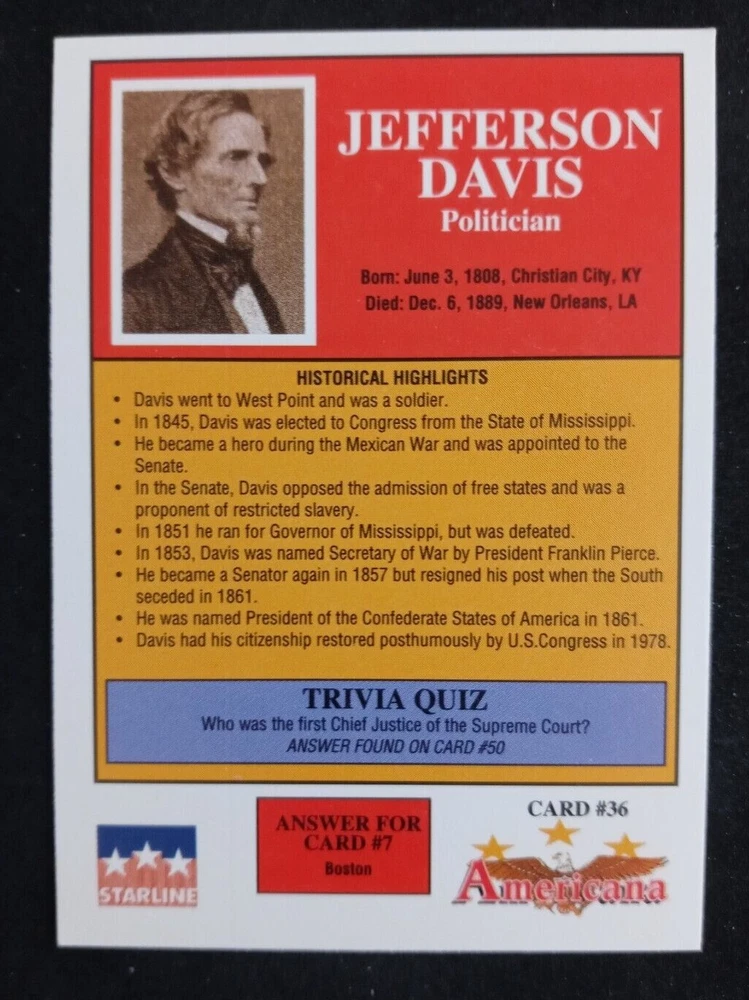 JEFFERSON
DAVIS
Politician
Born: June 3, 1808, Christian City, KY
Died: Dec. 6, 1889, New Orleans, LA
HISTORICAL HIGHLIGHTS
• Davis went to West Point and was a soldier.
• In 1845, Davis was elected to Congress from the State of Mississippi.
• He became a hero during the Mexican War and was appointed to the
Senate.
• In the Senate, Davis opposed the admission of free states and was a
proponent of restricted slavery.
• In 1851 he ran for Governor of Mississippi, but was defeated.
• In 1853, Davis was named Secretary of War by President Franklin Pierce.
• He became a Senator again in 1857 but resigned his post when the South
seceded in 1861.
• He was named President of the Confederate States of America in 1861.
• Davis had his citizenship restored posthumously by U.S.Congress in 1978.
TRIVIA QUIZ
Who was the first Chief Justice of the Supreme Court?
ANSWER FOUND ON CARD #50
STARLINE
ANSWER FOR
CARD #7
Boston
CARD #36
Americana